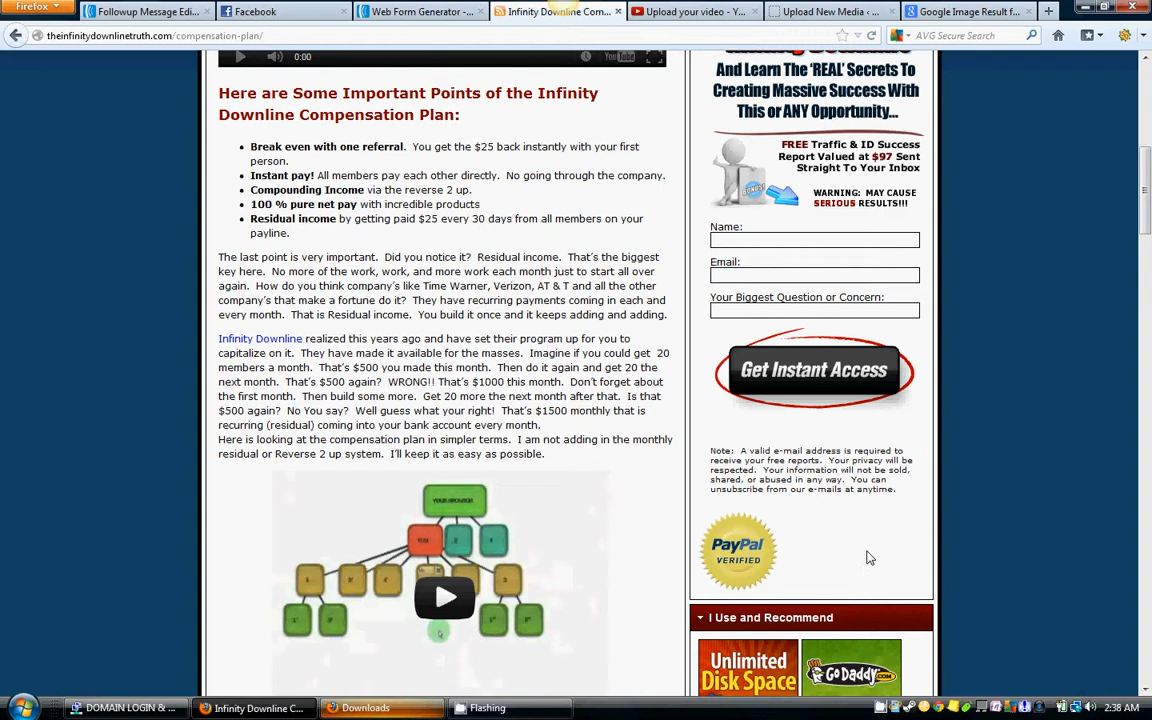 Firefox
Followup Message Edi...
Facebook
Web Form Generator -...
Infinity Downline Com...
Upload your video - Y...
Upload New Media ‹ ...
Google Image Result f...
theinfinitydownlinetruth.com/compensation-plan/
AVG Secure Search
0:00
YouTube
Here are Some Important Points of the Infinity
Downline Compensation Plan:
Break even with one referral. You get the $25 back instantly with your first
person.
Instant pay! All members pay each other directly. No going through the company.
Compounding Income via the reverse 2 up.
100 % pure net pay with incredible products
Residual income by getting paid $25 every 30 days from all members on your
payline.
The last point is very important. Did you notice it? Residual income. That's the biggest
key here. No more of the work, work, and more work each month just to start all over
again. How do you think company's like Time Warner, Verizon, AT & T and all the other
company's that make a fortune do it? They have recurring payments coming in each and
every month. That is Residual income. You build it once and it keeps adding and adding.
Infinity Downline realized this years ago and have set their program up for you to
capitalize on it. They have made it available for the masses. Imagine if you could get 20
members a month. That's $500 you made this month. Then do it again and get 20 the
next month. That's $500 again? WRONG!! That's $1000 this month. Don't forget about
the first month. Then build some more. Get 20 more the next month after that. Is that
$500 again? No You say? Well guess what your right! That's $1500 monthly that is
recurring (residual) coming into your bank account every month.
Here is looking at the compensation plan in simpler terms. I am not adding in the monthly
residual or Reverse 2 up system. I'll keep it as easy as possible.
YOUR SPONSOR
YOU
And Learn The 'REAL' Secrets To
Creating Massive Success With
This or ANY Opportunity...
FREE Traffic & ID Success
Report Valued at $97 Sent
Straight To Your Inbox
BONUS!
WARNING: MAY CAUSE
SERIOUS RESULTS!!!
Name:
Email:
Your Biggest Question or Concern:
Get Instant Access
Note: A valid e-mail address is required to
receive your free reports. Your privacy will be
respected. Your information will not be sold,
shared, or abused in any way. You can
unsubscribe from our e-mails at anytime.
PayPal
VERIFIED
I Use and Recommend
Unlimited
Disk Space
GoDaddy.COM
DOMAIN LOGIN & ...
Infinity Downline C...
Downloads
Flashing
2:38 AM